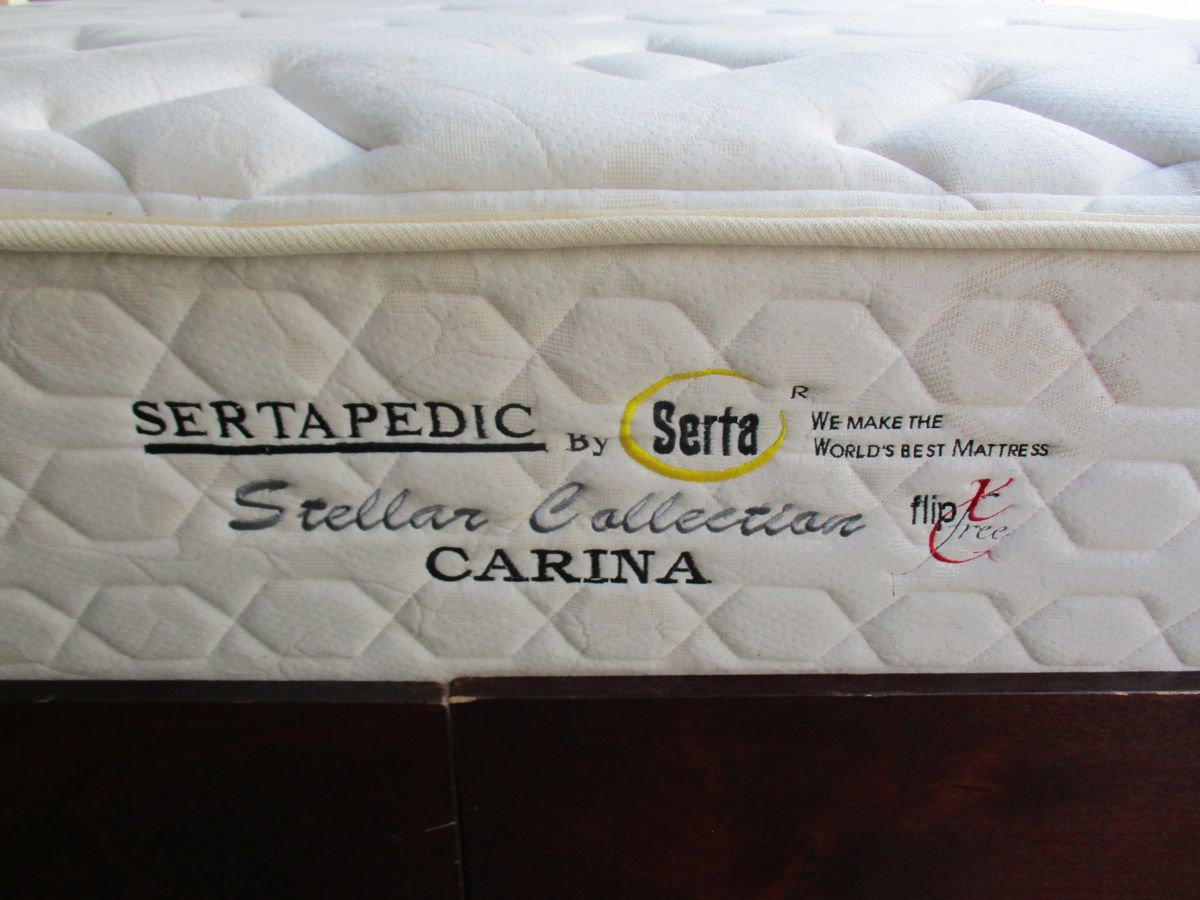 SERTAPEDIC By Serta R WE MAKE THE
WORLD'S BEST MATTRESS
Stellar Collection flip free
CARINA